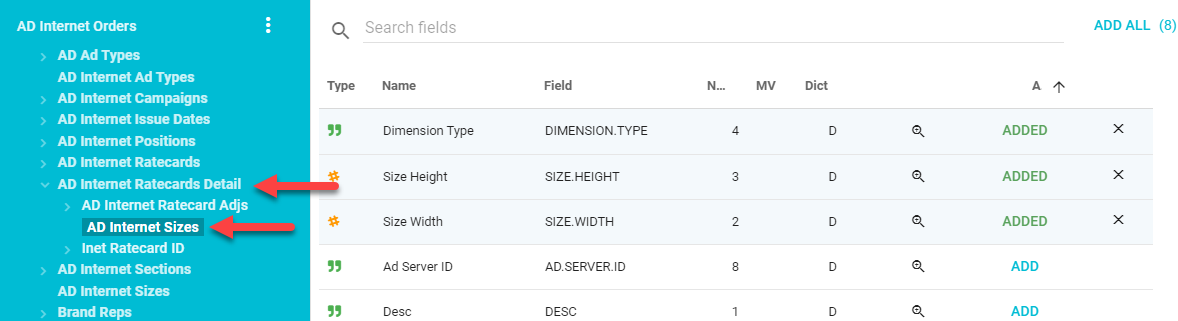 AD Internet Orders
AD Ad Types
AD Internet Ad Types
AD Internet Campaigns
AD Internet Issue Dates
AD Internet Positions
AD Internet Ratecards
AD Internet Ratecards Detail
AD Internet Ratecard Adjs
AD Internet Sizes
Inet Ratecard ID
AD Internet Sections
AD Internet Sizes
Brand Reps
Search fields
ADD ALL (8)
Type Name Field N... MV Dict A
Dimension Type DIMENSION.TYPE 4 D ADDED
Size Height SIZE.HEIGHT 3 D ADDED
Size Width SIZE.WIDTH 2 D ADDED
Ad Server ID AD.SERVER.ID 8 D ADD
Desc DESC 1 D ADD